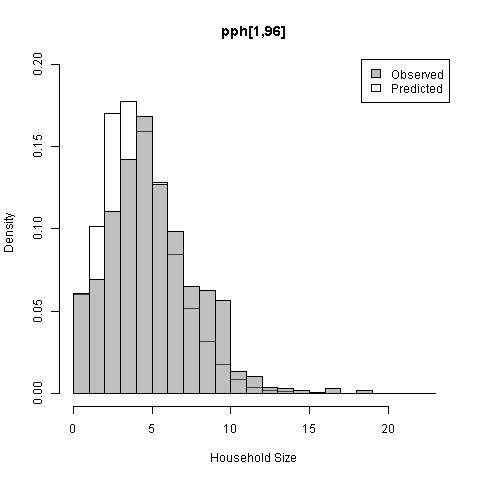 pph[1,96]
Observed
Predicted
0.20
0.15
0.10
0.05
0.00
Density
0 5 10 15 20
Household Size